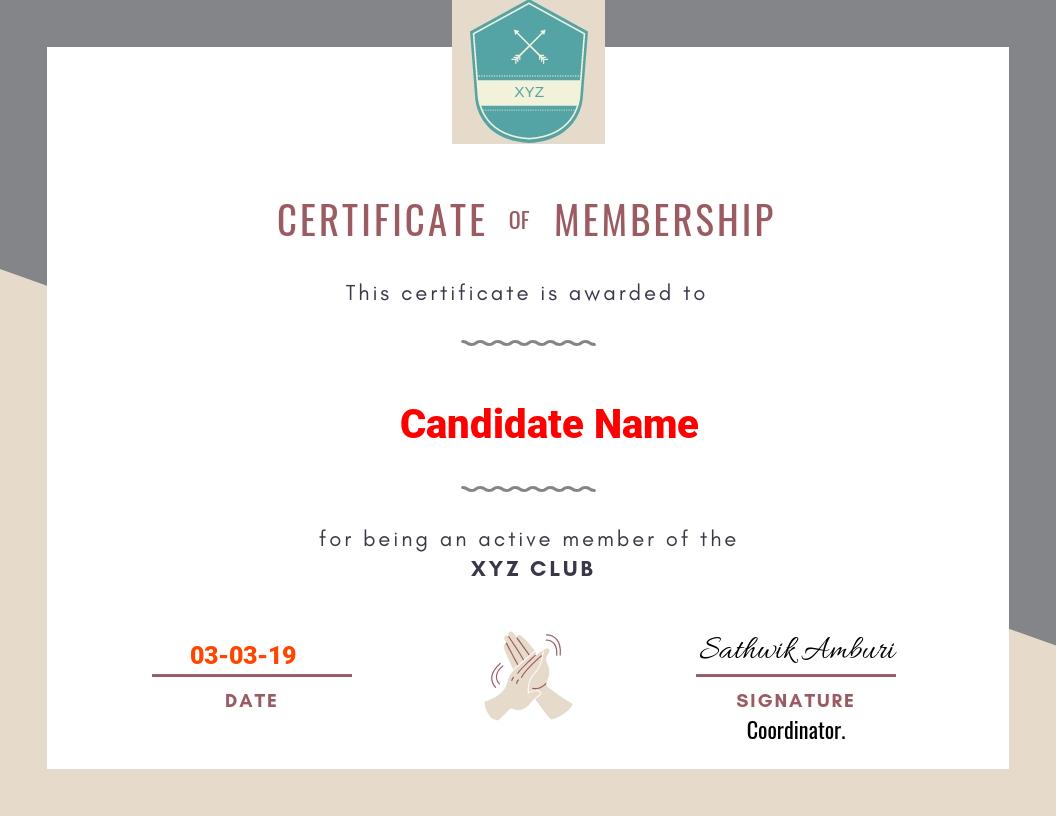 XYZ
CERTIFICATE OF MEMBERSHIP
This certificate is awarded to
Candidate Name
for being an active member of the
XYZ CLUB
03-03-19
DATE
Sathwik Amburi
SIGNATURE
Coordinator.